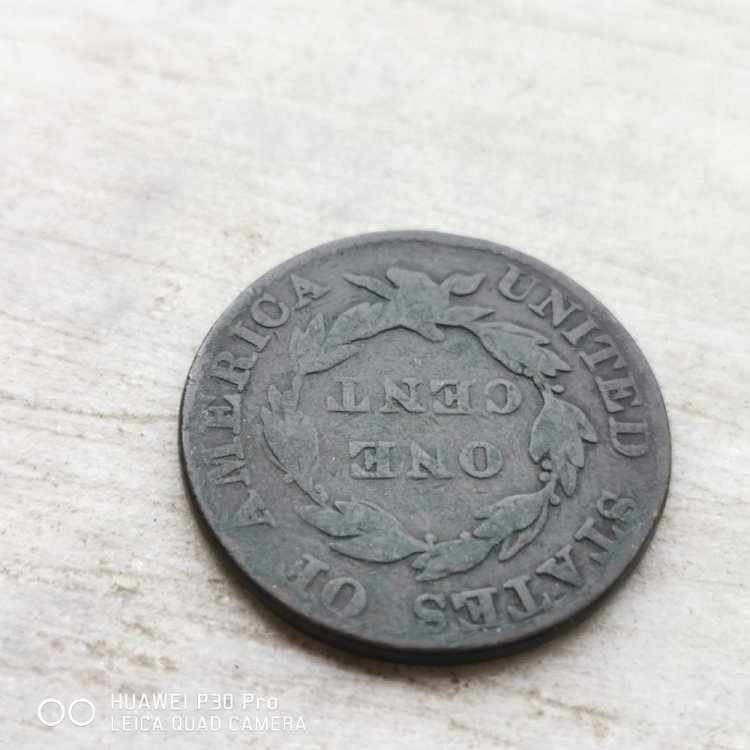 UNITED STATES OF AMERICA
ONE
CENT
HUAWEI P30 Pro
LEICA QUAD CAMERA